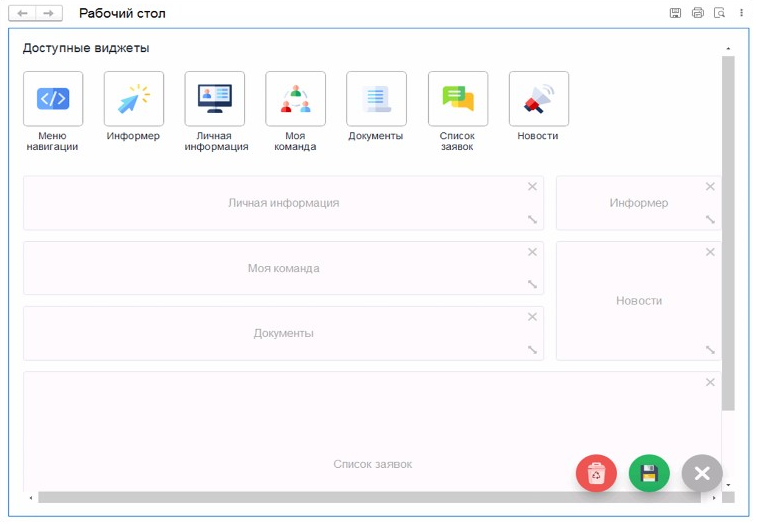 Рабочий стол
Доступные виджеты
Меню навигации
Информер
Личная информация
Моя команда
Документы
Список заявок
Новости
Личная информация
Информер
Моя команда
Новости
Документы
Список заявок